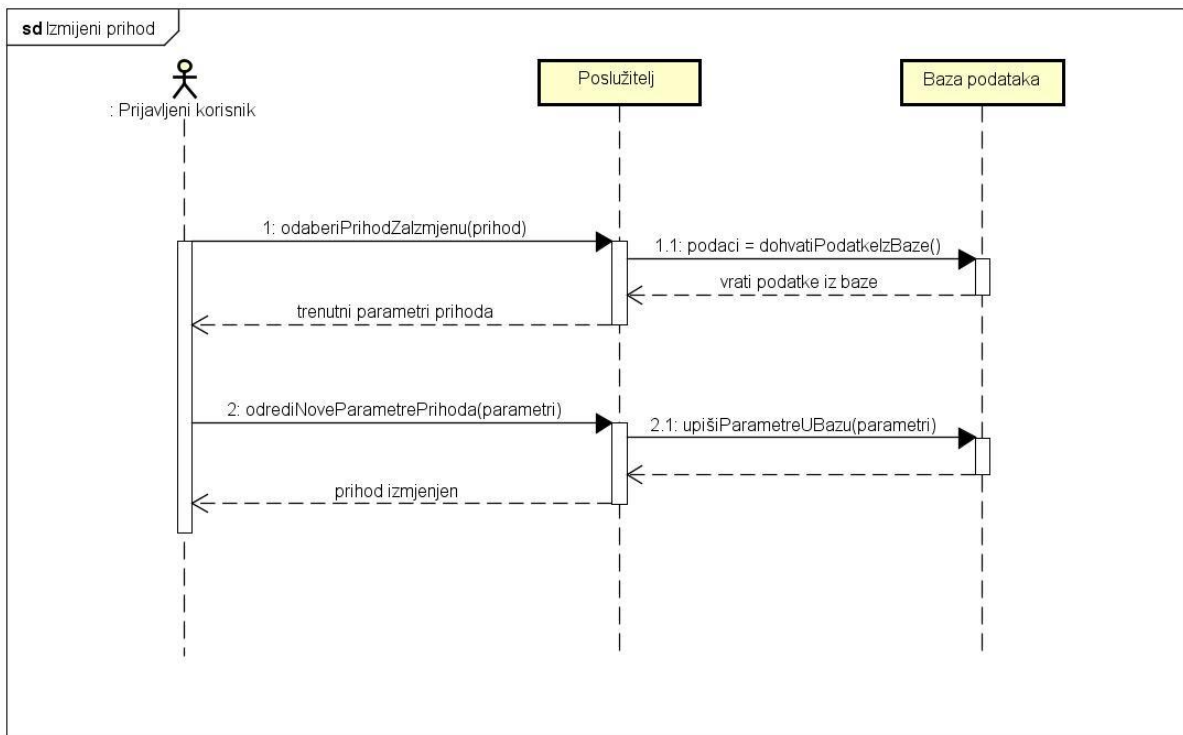 sd Izmijeni prihod
: Prijavljeni korisnik
Poslužitelj
Baza podataka
1: odaberiPrihodZaIzmjenu(prihod)
1.1: podaci = dohvatiPodatkeIzBaze()
vrati podatke iz baze
trenutni parametri prihoda
2: odrediNoveParametrePrihoda(parametri)
2.1: upišiParametreUBazu(parametri)
prihod izmjenjen